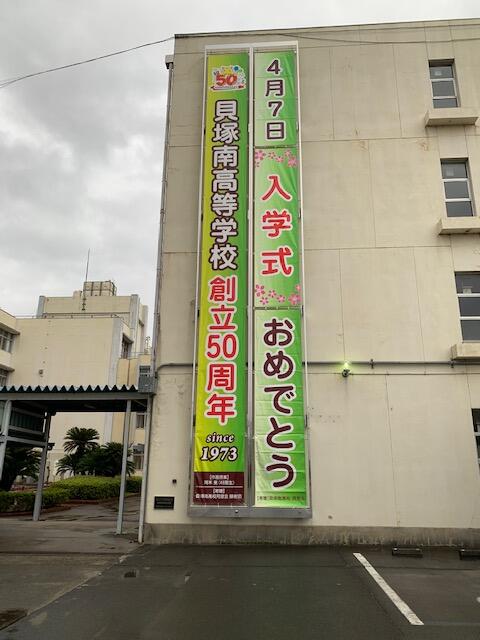 4月7日
入学式
おめでとう
50
貝塚南高等学校 創立50周年
since
1973